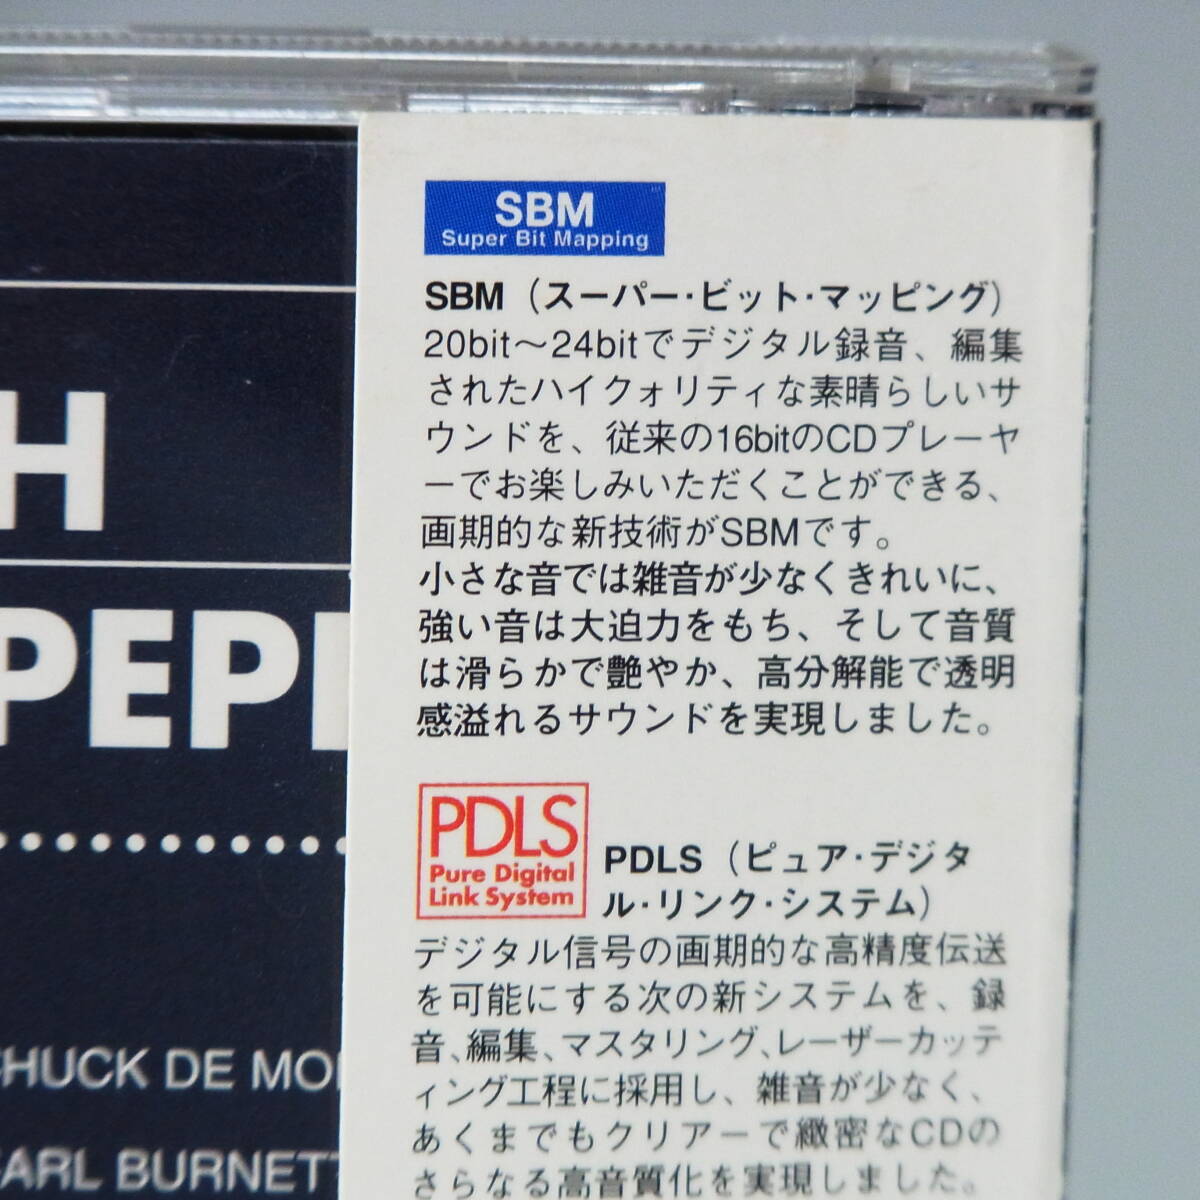 SBM
Super Bit Mapping
SBM（スーパー・ビット・マッピング）
20bit〜24bitでデジタル録音、編集
されたハイクォリティな素晴らしいサ
ウンドを、従来の16bitのCDプレーヤ
ーでお楽しみいただくことができる、
画期的な新技術がSBMです。
小さな音では雑音が少なくきれいに、
強い音は大迫力をもち、そして音質
は滑らかで艶やか、高分解能で透明
感溢れるサウンドを実現しました。
PDLS
Pure Digital
Link System
PDLS（ピュア・デジタ
ル・リンク・システム）
デジタル信号の画期的な高精度伝送
を可能にする次の新システムを、録
音、編集、マスタリング、レーザーカッテ
ィング工程に採用し、雑音が少なく、
あくまでもクリアーで緻密なCDの
さらなる高音質化を実現しました。
H
PEPP
HUCK DE MO
ARL BURNETT